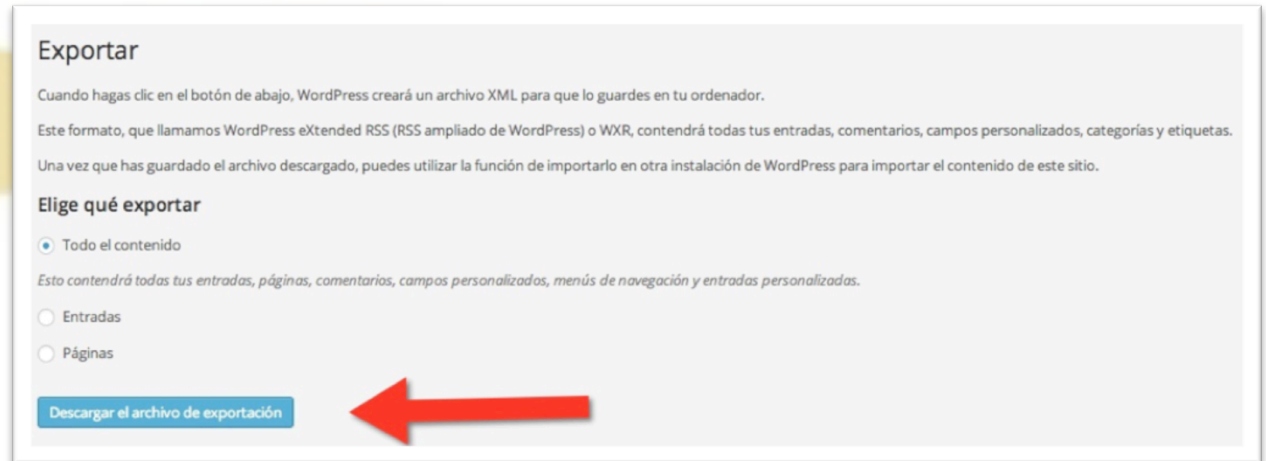 Exportar
Cuando hagas clic en el botón de abajo, WordPress creará un archivo XML para que lo guardes en tu ordenador.
Este formato, que llamamos WordPress eXtended RSS (RSS ampliado de WordPress) o WXR, contendrá todas tus entradas, comentarios, campos personalizados, categorías y etiquetas.
Una vez que has guardado el archivo descargado, puedes utilizar la función de importarlo en otra instalación de WordPress para importar el contenido de este sitio.
Elige qué exportar
Todo el contenido
Esto contendrá todas tus entradas, páginas, comentarios, campos personalizados, menús de navegación y entradas personalizadas.
Entradas
Páginas
Descargar el archivo de exportación